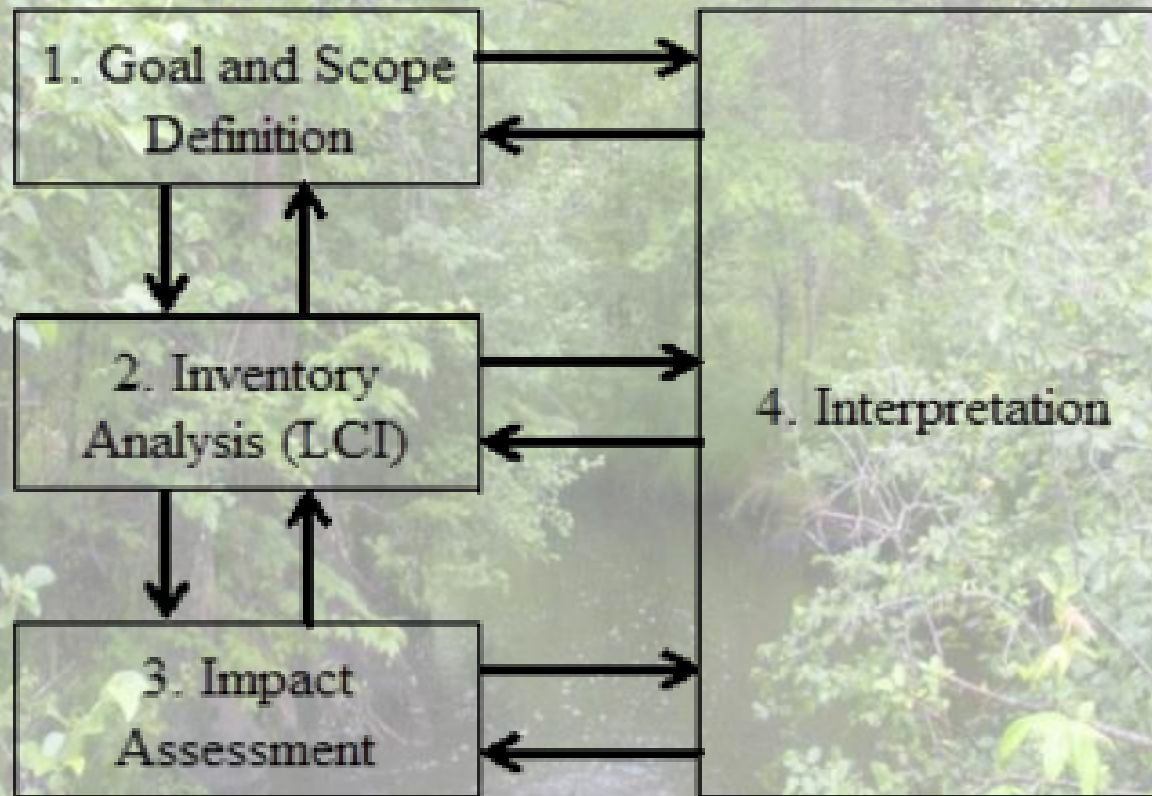 1. Goal and Scope
Definition
2. Inventory
Analysis (LCI)
3. Impact
Assessment
4. Interpretation